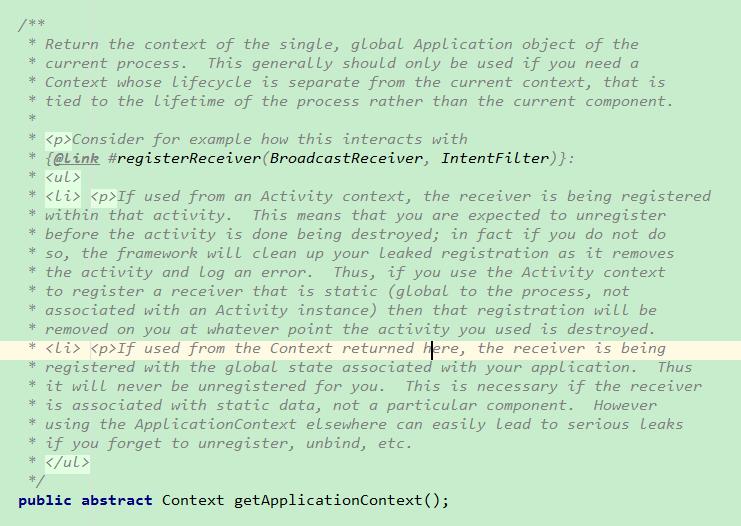 /**
 * Return the context of the single, global Application object of the
 * current process.  This generally should only be used if you need a
 * Context whose lifecycle is separate from the current context, that is
 * tied to the lifetime of the process rather than the current component.
 *
 * <p>Consider for example how this interacts with
 * {@link #registerReceiver(BroadcastReceiver, IntentFilter)}:
 * <ul>
 * <li> <p>If used from an Activity context, the receiver is being registered
 * within that activity.  This means that you are expected to unregister
 * before the activity is done being destroyed; in fact if you do not do
 * so, the framework will clean up your leaked registration as it removes
 * the activity and log an error.  Thus, if you use the Activity context
 * to register a receiver that is static (global to the process, not
 * associated with an Activity instance) then that registration will be
 * removed on you at whatever point the activity you used is destroyed.
 * <li> <p>If used from the Context returned here, the receiver is being
 * registered with the global state associated with your application.  Thus
 * it will never be unregistered for you.  This is necessary if the receiver
 * is associated with static data, not a particular component.  However
 * using the ApplicationContext elsewhere can easily lead to serious leaks
 * if you forget to unregister, unbind, etc.
 * </ul>
 */
public abstract Context getApplicationContext();